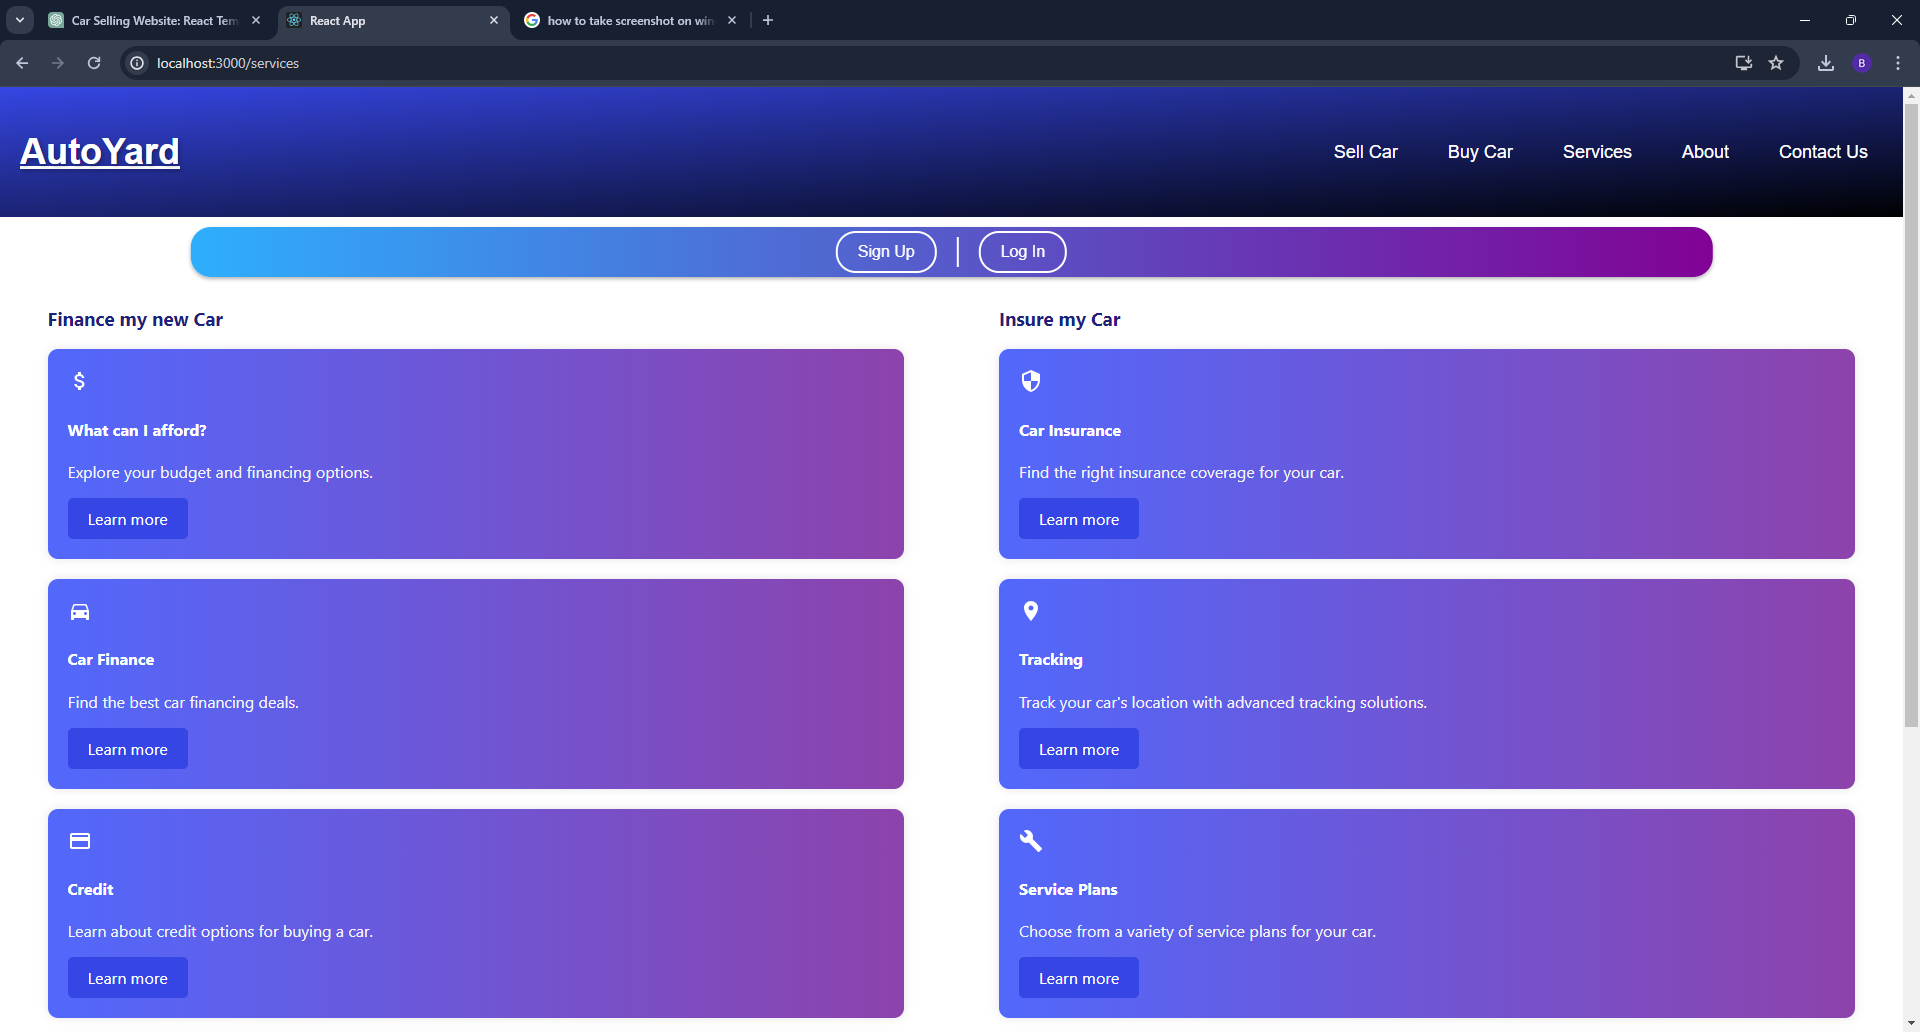 Car Selling Website: React Tem
React App
how to take screenshot on win
localhost:3000/services
B
AutoYard
Sell Car
Buy Car
Services
About
Contact Us
Sign Up
Log In
Finance my new Car
What can I afford?
Explore your budget and financing options.
Learn more
Car Finance
Find the best car financing deals.
Learn more
Credit
Learn about credit options for buying a car.
Learn more
Insure my Car
Car Insurance
Find the right insurance coverage for your car.
Learn more
Tracking
Track your car's location with advanced tracking solutions.
Learn more
Service Plans
Choose from a variety of service plans for your car.
Learn more